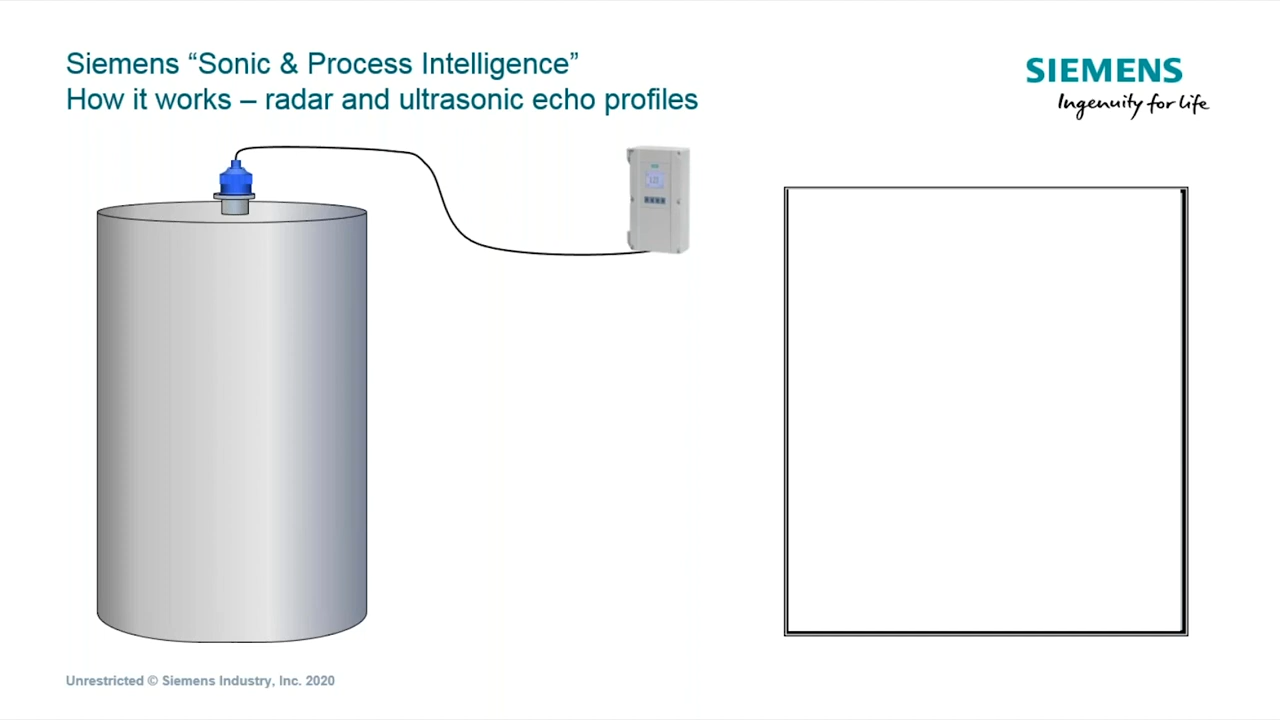 Siemens “Sonic & Process Intelligence”
How it works – radar and ultrasonic echo profiles
SIEMENS
Ingenuity for life
Unrestricted © Siemens Industry, Inc. 2020